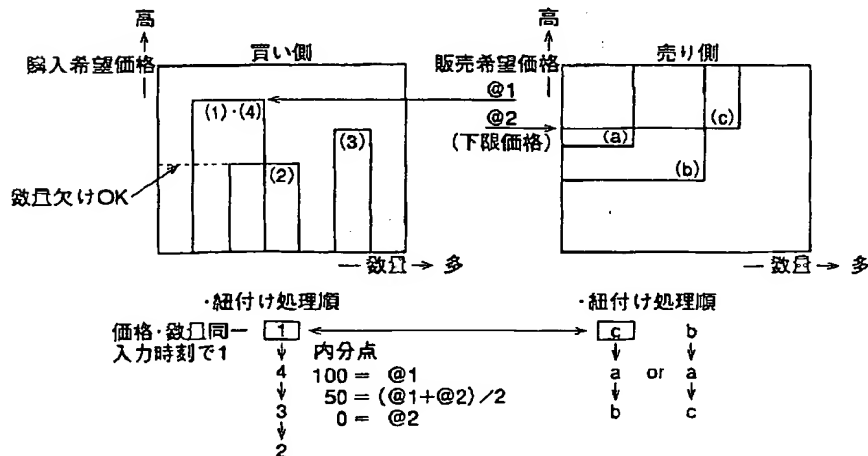 高
購入希望価格
買い側
(1)・(4)
(2)
(3)
数量欠けOK
―数量→ 多
@1
@2
(下限価格)
高
販売希望価格
売り側
(a)
(b)
(c)
―数量→ 多
・紐付け処理順
価格・数量同一
入力時刻で1
1
4
3
2
内分点
100 = @1
50 = (@1+@2)/2
0 = @2
・紐付け処理順
c b
a or a
b c